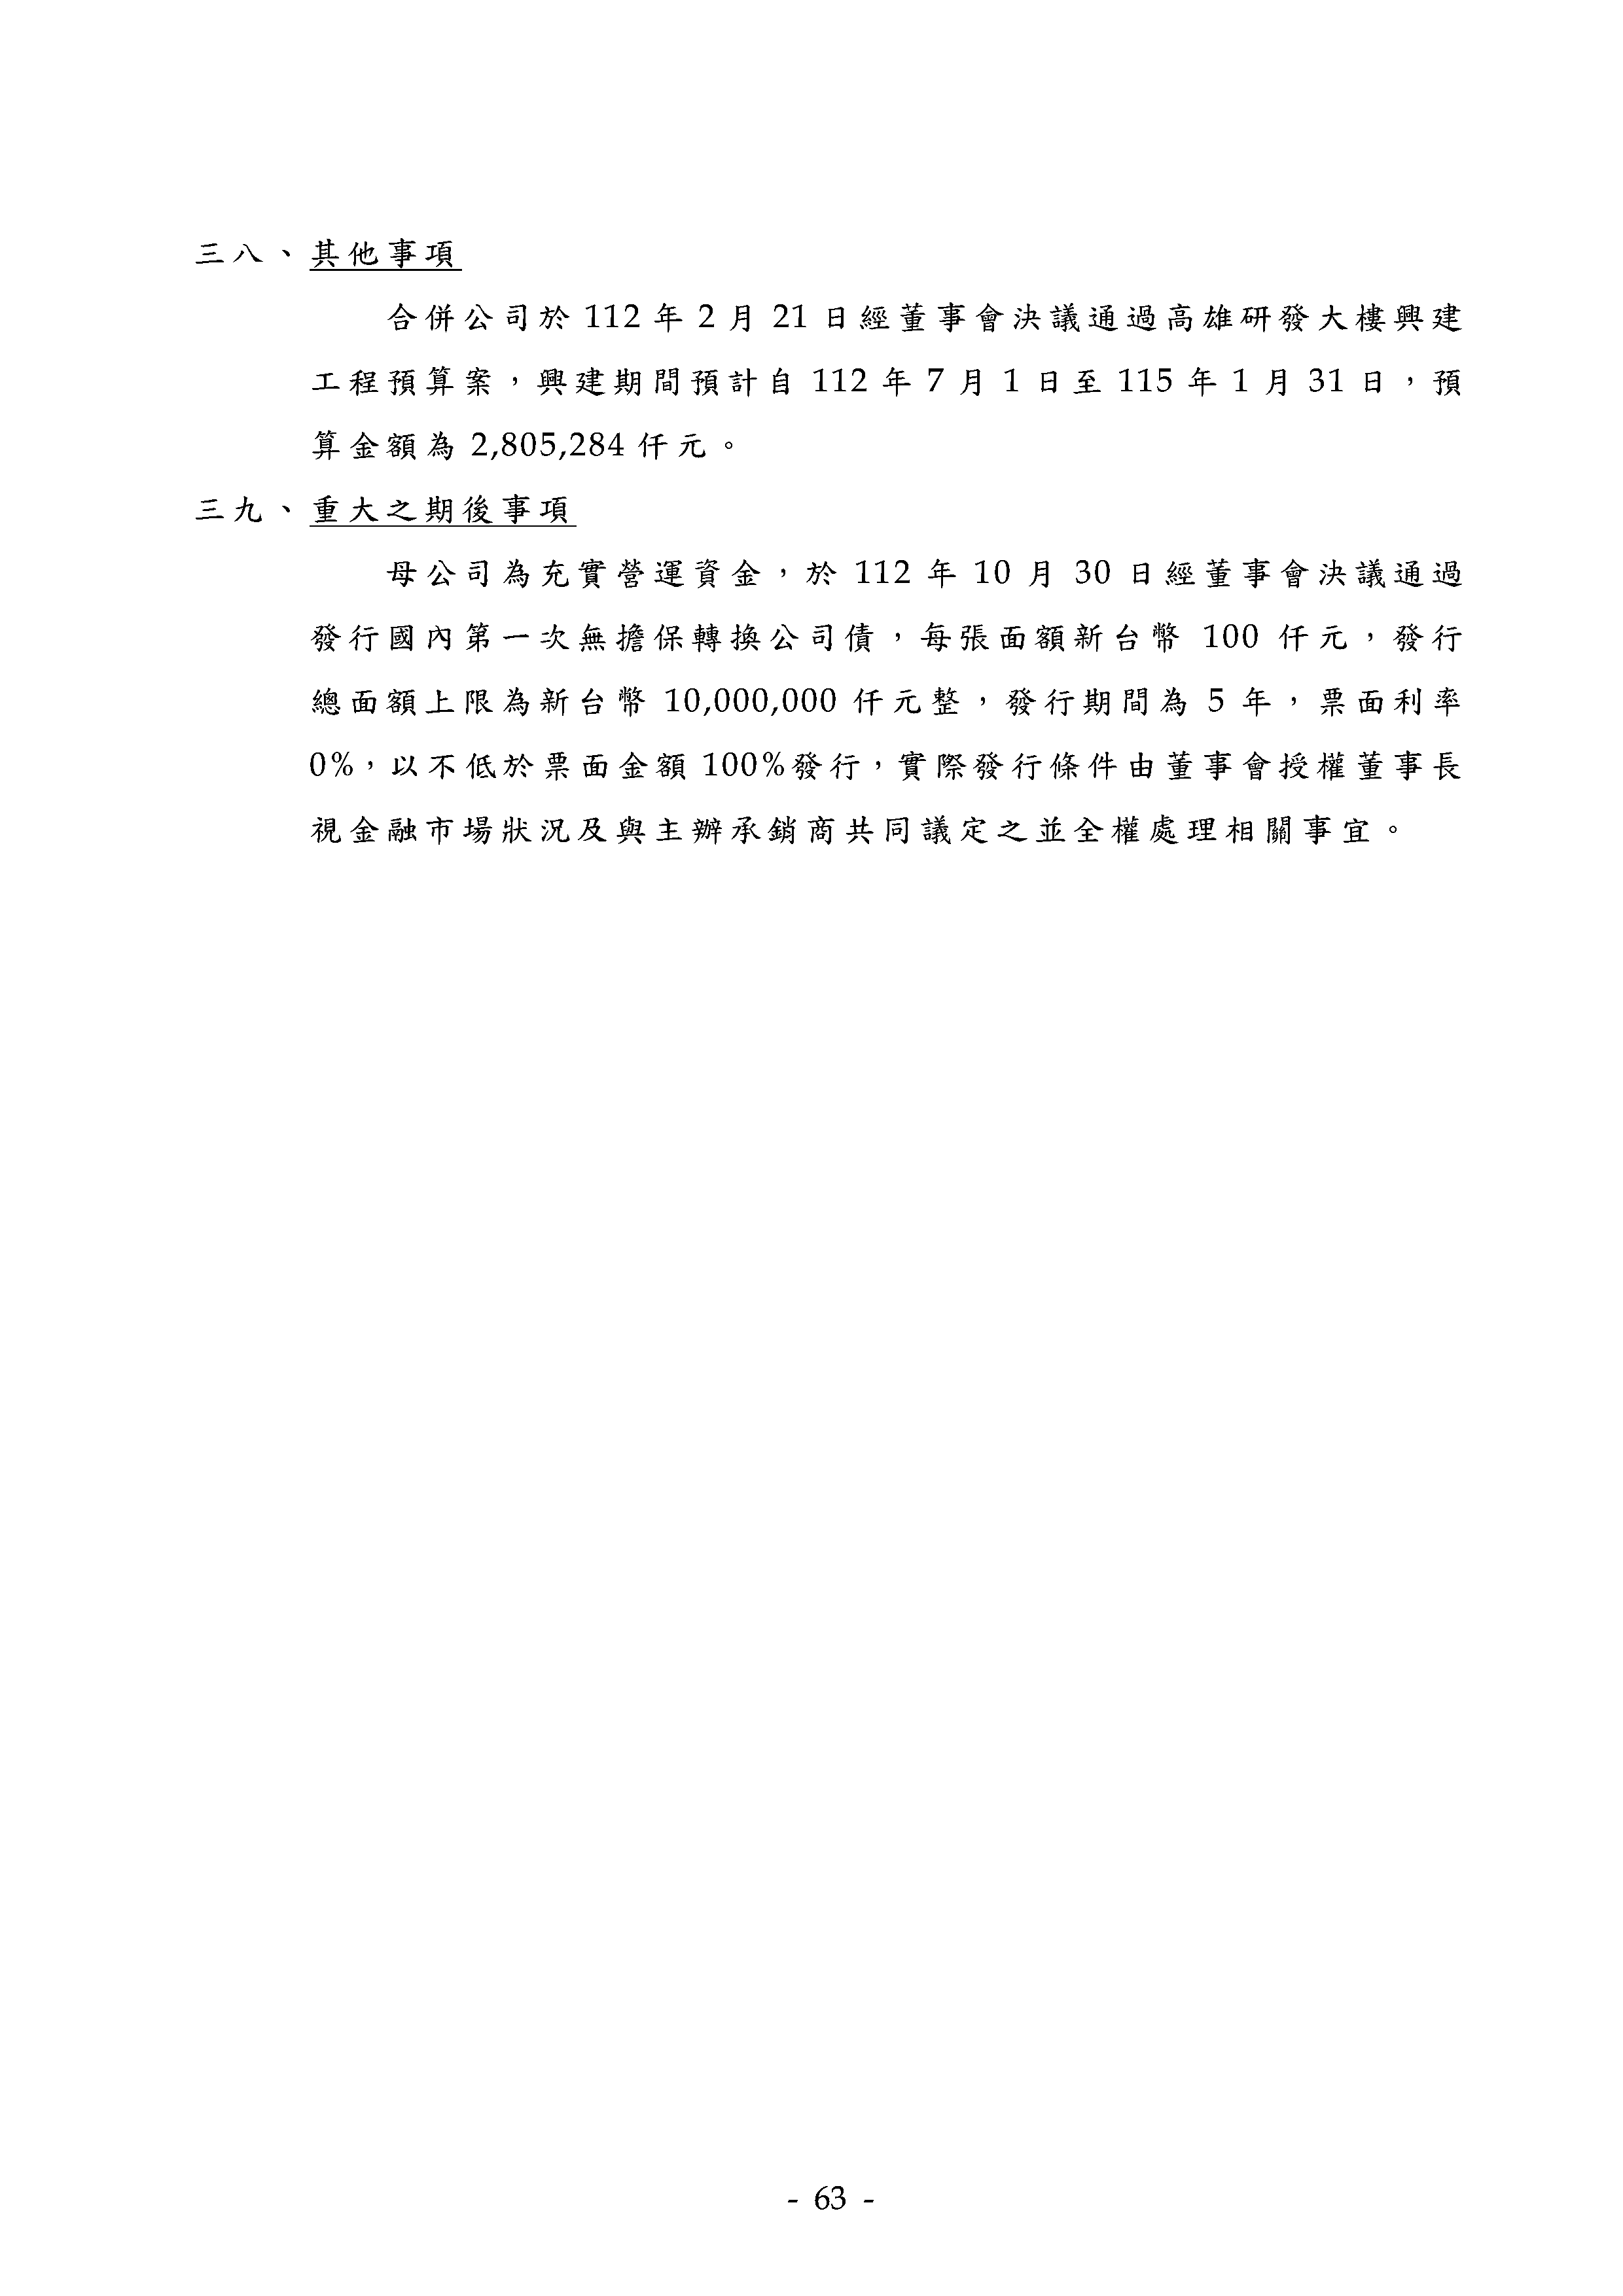 三八、其他事項
合併公司於 112 年 2 月 21 日經董事會決議通過高雄研發大樓興建
工程預算案，興建期間預計自 112 年 7 月 1 日至 115 年 1 月 31 日，預
算金額為 2,805,284 仟元。
三九、重大之期後事項
母公司為充實營運資金，於 112 年 10 月 30 日經董事會決議通過
發行國內第一次無擔保轉換公司債，每張面額新台幣 100 仟元，發行
總面額上限為新台幣 10,000,000 仟元整，發行期間為 5 年，票面利率
0%，以不低於票面金額 100%發行，實際發行條件由董事會授權董事長
視金融市場狀況及與主辦承銷商共同議定之並全權處理相關事宜。
- 63 -